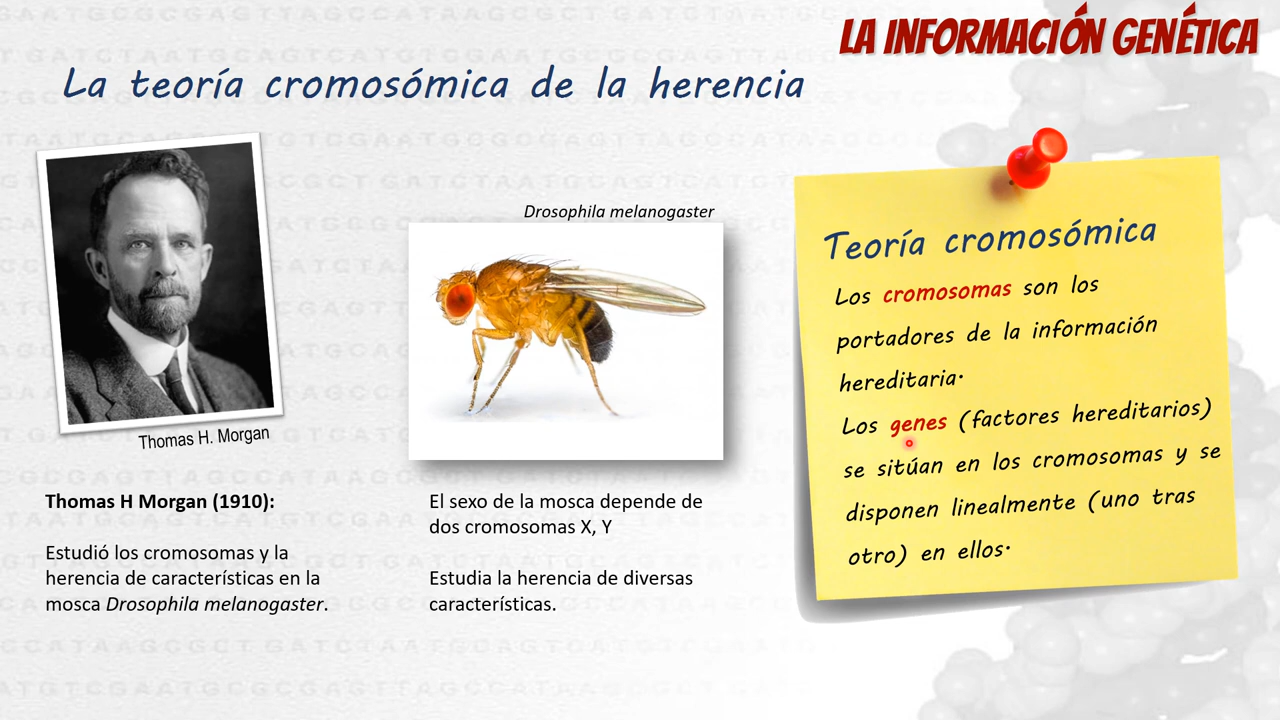 LA INFORMACIÓN GENÉTICA
La teoría cromosómica de la herencia
Thomas H. Morgan
Thomas H Morgan (1910):
Estudió los cromosomas y la
herencia de características en la
mosca Drosophila melanogaster.
Drosophila melanogaster
El sexo de la mosca depende de
dos cromosomas X, Y
Estudia la herencia de diversas
características.
Teoría cromosómica
Los cromosomas son los
portadores de la información
hereditaria.
Los genes (factores hereditarios)
se sitúan en los cromosomas y se
disponen linealmente (uno tras
otro) en ellos.